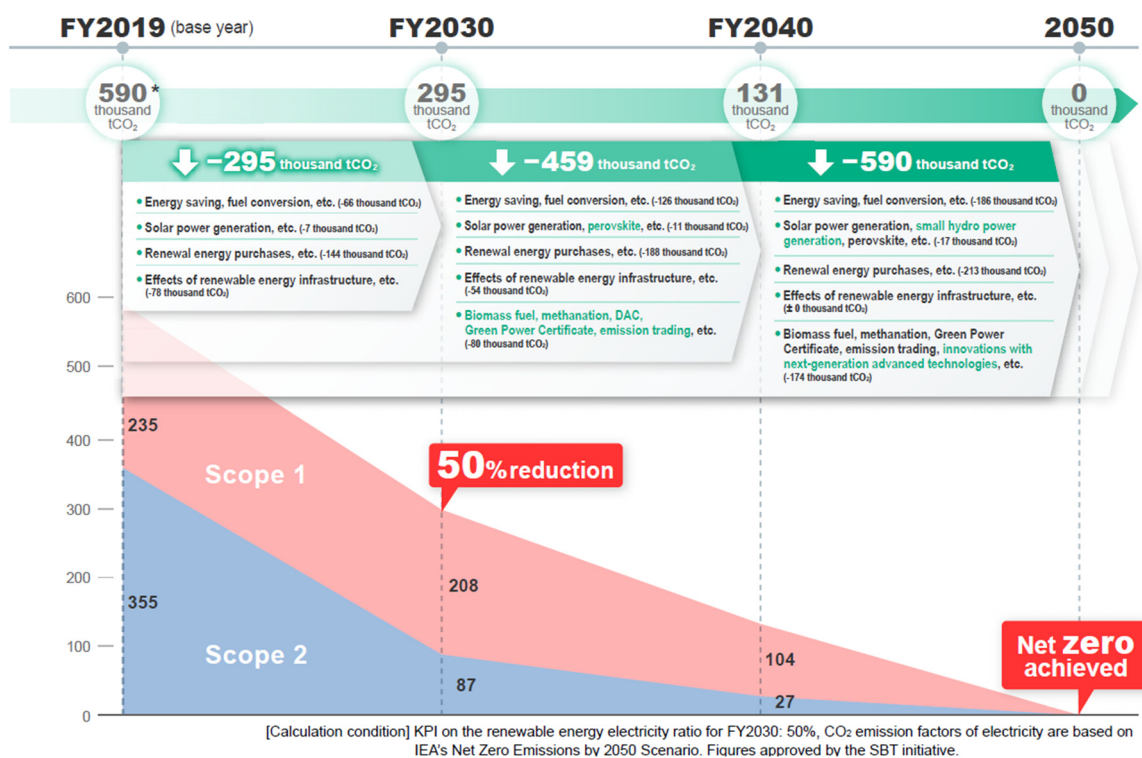 FY2019 (base year)
FY2030
FY2040
2050
590*
thousand
tCO₂
295
thousand
tCO₂
131
thousand
tCO₂
0
thousand
tCO₂
−295 thousand tCO₂
• Energy saving, fuel conversion, etc. (-66 thousand tCO₂)
• Solar power generation, etc. (-7 thousand tCO₂)
• Renewal energy purchases, etc. (-144 thousand tCO₂)
• Effects of renewable energy infrastructure, etc.
(-78 thousand tCO₂)
−459 thousand tCO₂
• Energy saving, fuel conversion, etc. (-126 thousand tCO₂)
• Solar power generation, perovskite, etc. (-11 thousand tCO₂)
• Renewal energy purchases, etc. (-188 thousand tCO₂)
• Effects of renewable energy infrastructure, etc.
(-54 thousand tCO₂)
• Biomass fuel, methanation, DAC,
Green Power Certificate, emission trading, etc.
(-80 thousand tCO₂)
−590 thousand tCO₂
• Energy saving, fuel conversion, etc. (-186 thousand tCO₂)
• Solar power generation, small hydro power
generation, perovskite, etc. (-17 thousand tCO₂)
• Renewal energy purchases, etc. (-213 thousand tCO₂)
• Effects of renewable energy infrastructure, etc.
(± 0 thousand tCO₂)
• Biomass fuel, methanation, Green Power
Certificate, emission trading, innovations with
next-generation advanced technologies, etc.
(-174 thousand tCO₂)
600
500
400
300
200
100
0
235
Scope 1
355
Scope 2
50% reduction
208
87
104
27
Net zero
achieved
[Calculation condition] KPI on the renewable energy electricity ratio for FY2030: 50%, CO₂ emission factors of electricity are based on
IEA's Net Zero Emissions by 2050 Scenario. Figures approved by the SBT initiative.